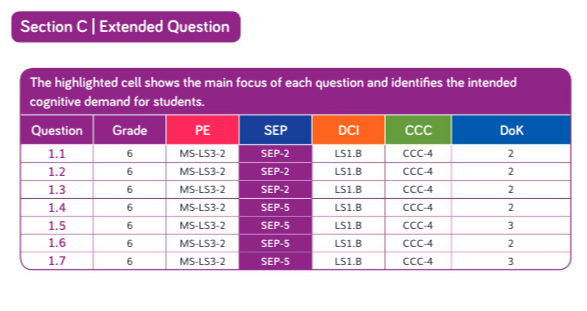 Section C | Extended Question
The highlighted cell shows the main focus of each question and identifies the intended
cognitive demand for students.
Question Grade PE SEP DCI CCC DoK
1.1 6 MS-LS3-2 SEP-2 LS1.B CCC-4 2
1.2 6 MS-LS3-2 SEP-2 LS1.B CCC-4 2
1.3 6 MS-LS3-2 SEP-2 LS1.B CCC-4 2
1.4 6 MS-LS3-2 SEP-5 LS1.B CCC-4 2
1.5 6 MS-LS3-2 SEP-5 LS1.B CCC-4 3
1.6 6 MS-LS3-2 SEP-5 LS1.B CCC-4 2
1.7 6 MS-LS3-2 SEP-5 LS1.B CCC-4 3